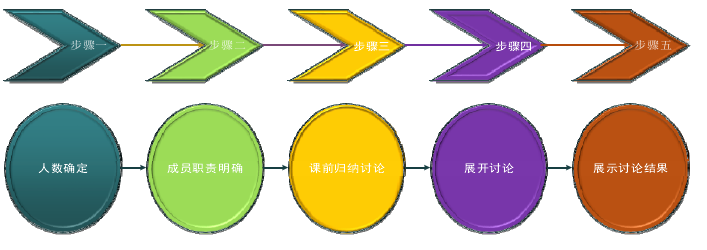 步骤一
步骤二
步骤三
步骤四
步骤五
人数确定
成员职责明确
课前归纳讨论
展开讨论
展示讨论结果